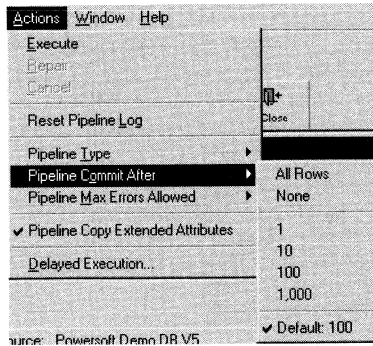 Actions Window Help
Execute
Repair
Cancel
Reset Pipeline Log
Pipeline Type
Pipeline Commit After
Pipeline Max Errors Allowed
Pipeline Copy Extended Attributes
Delayed Execution...
Close
All Rows
None
1
10
100
1,000
Default: 100
urce: Powersoft Demo DB V5